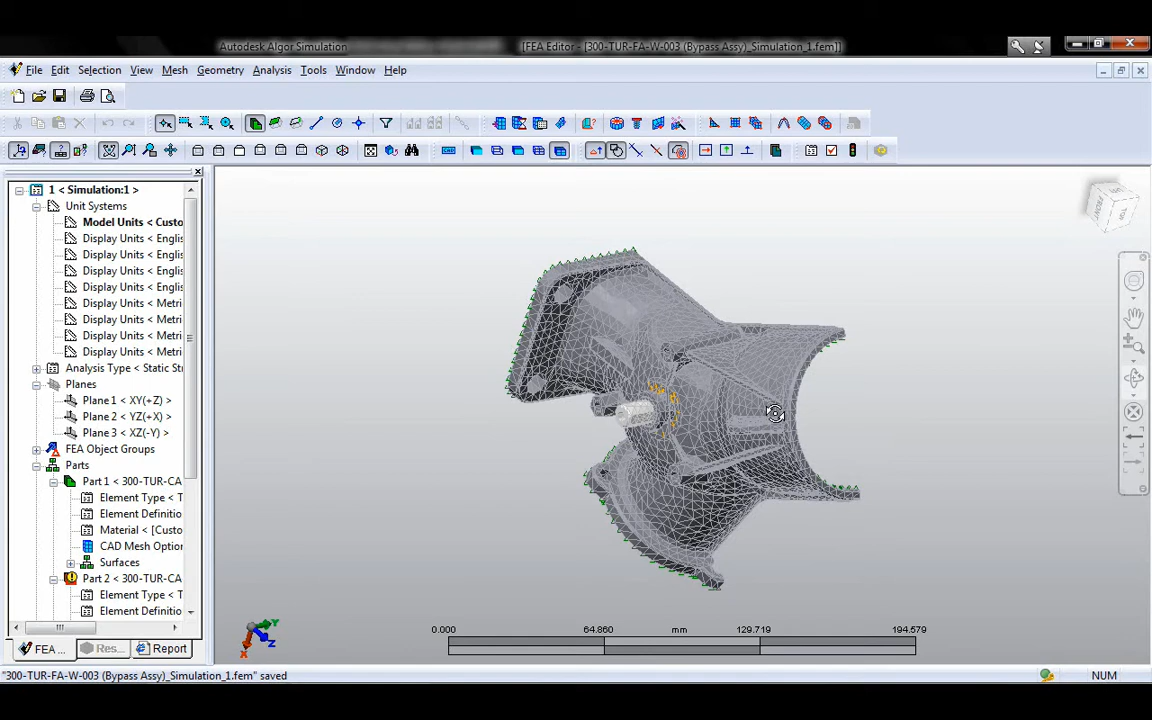 Autodesk Algor Simulation
[FEA Editor - [300-TUR-FA-W-003 (Bypass Assy)_Simulation_1.fem]]
File Edit Selection View Mesh Geometry Analysis Tools Window Help
1 < Simulation:1 >
Unit Systems
Model Units < Custo
Display Units < Englis
Display Units < Englis
Display Units < Englis
Display Units < Englis
Display Units < Metri
Display Units < Metri
Display Units < Metri
Display Units < Metri
Analysis Type < Static Str
Planes
Plane 1 < XY(+Z) >
Plane 2 < YZ(+X) >
Plane 3 < XZ(-Y) >
FEA Object Groups
Parts
Part 1 < 300-TUR-CA
Element Type < T
Element Definition
Material < [Custo
CAD Mesh Option
Surfaces
Part 2 < 300-TUR-CA
Element Type < T
Element Definitio
FEA ... Res... Report
FRONT
TOP
Y
Z
X
0.000 64.860 mm 129.719 194.579
"300-TUR-FA-W-003 (Bypass Assy)_Simulation_1.fem" saved
NUM